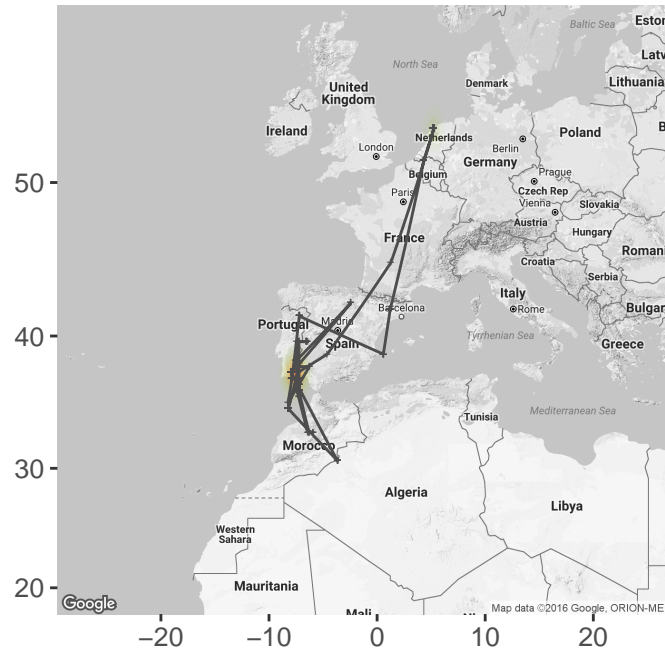 Baltic Sea
Eston
North Sea
Latv
Denmark
Lithuania
United
Kingdom
Ireland
Netherlands
B
London
Berlin
Poland
Germany
50
Belgium
Prague
Paris
Czech Rep
Vienna
Slovakia
Austria
France
Hungary
Croatia
Romani
Serbia
Barcelona
Italy
Bulgar
Portugal
Madrid
Rome
40
Spain
Tyrrhenian Sea
Greece
Tunisia
Mediterranean Sea
Morocco
30
Algeria
Libya
Western
Sahara
20
Mauritania
Google
Mali
Ni
Map data ©2016 Google, ORION-ME
−20
−10
0
10
20